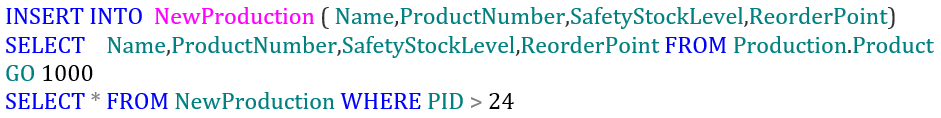 INSERT INTO NewProduction ( Name,ProductNumber,SafetyStockLevel,ReorderPoint)
SELECT Name,ProductNumber,SafetyStockLevel,ReorderPoint FROM Production.Product
GO 1000
SELECT * FROM NewProduction WHERE PID > 24